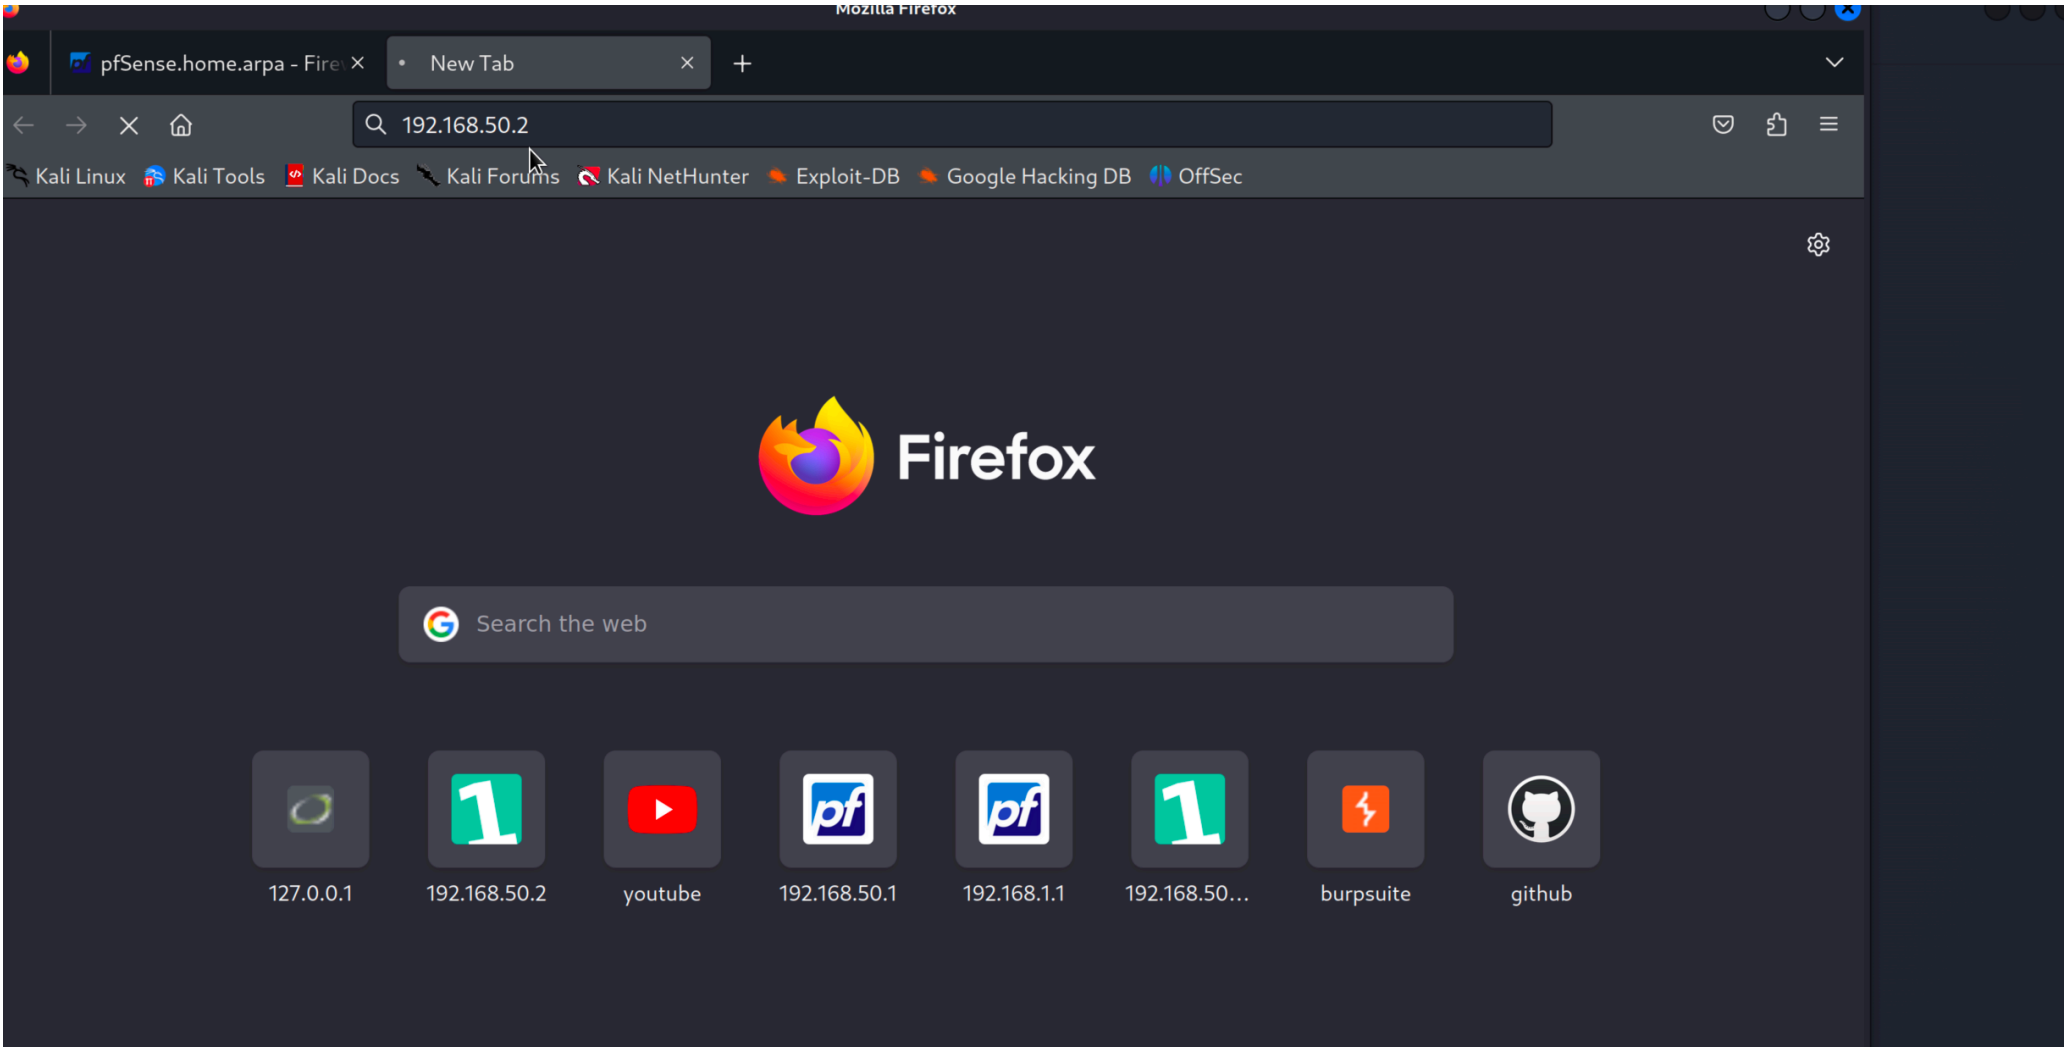 Mozilla Firefox
pfSense.home.arpa - Fire
New Tab
192.168.50.2
Kali Linux Kali Tools Kali Docs Kali Forums Kali NetHunter Exploit-DB Google Hacking DB OffSec
Firefox
Search the web
127.0.0.1 192.168.50.2 youtube 192.168.50.1 192.168.1.1 192.168.50... burpsuite github